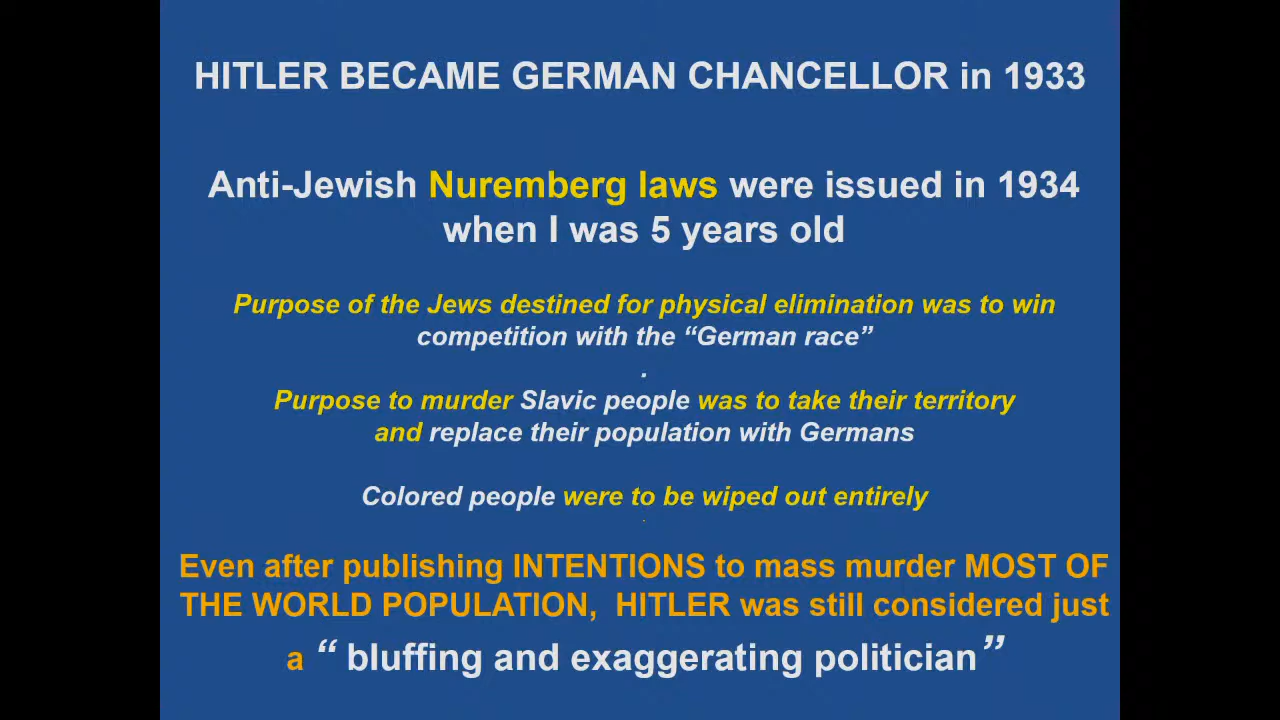 HITLER BECAME GERMAN CHANCELLOR in 1933
Anti-Jewish Nuremberg laws were issued in 1934
when I was 5 years old
Purpose of the Jews destined for physical elimination was to win
competition with the “German race”
.
Purpose to murder Slavic people was to take their territory
and replace their population with Germans
Colored people were to be wiped out entirely
.
Even after publishing INTENTIONS to mass murder MOST OF
THE WORLD POPULATION, HITLER was still considered just
a “ bluffing and exaggerating politician”